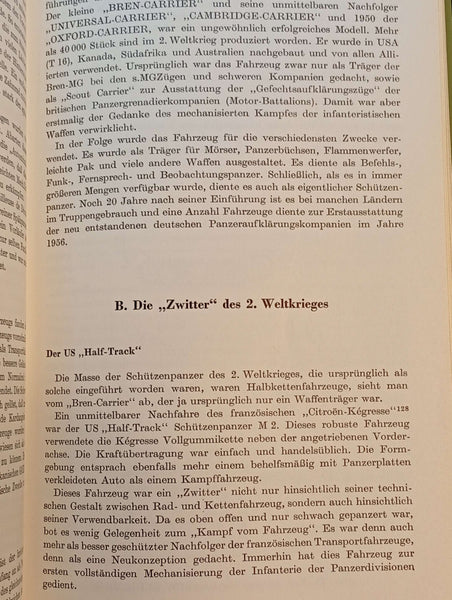 führungen
Der kleine „BREN-CARRIER“ und seine unmittelbaren Nachfolger
„UNIVERSAL-CARRIER“, „CAMBRIDGE-CARRIER“ und 1950 der
„OXFORD-CARRIER, war ein ungewöhnlich erfolgreiches Modell. Mehr
als 40 000 Stück sind im 2. Weltkrieg produziert worden. Er wurde in USA
(T 16), Kanada, Südafrika und Australien nachgebaut und von allen Alli-
ierten verwendet. Ursprünglich war das Fahrzeug zwar nur als Träger des
Bren-MG bei den s.MGZügen und schweren Kompanien gedacht, sowie
als „Scout Carrier“ zur Ausstattung der „Gefechtsaufklärungszüge“ der
britischen Panzergrenadierkompanien (Motor-Battalions). Damit war aber
erstmalig der Gedanke des mechanisierten Kampfes der infanteristischen
Waffen verwirklicht.
In der Folge wurde das Fahrzeug für die verschiedensten Zwecke ver-
wendet. Es wurde als Träger für Mörser, Panzerbüchsen, Flammenwerfer,
leichte Pak und viele andere Waffen ausgestaltet. Es diente als Befehls-,
Funk-, Fernsprech- und Beobachtungspanzer. Schließlich, als es in immer
größeren Mengen verfügbar wurde, diente es auch als eigentlicher Schützen-
panzer. Noch 20 Jahre nach seiner Einführung ist es bei manchen Ländern
im Truppengebrauch und eine Anzahl Fahrzeuge diente zur Erstausstattung
der neu entstandenen deutschen Panzeraufklärungskompanien im Jahre
1956.
B. Die „Zwitter“ des 2. Weltkrieges
Der US „Half-Track“
Die Masse der Schützenpanzer des 2. Weltkrieges, die ursprünglich als
solche eingeführt worden waren, waren Halbkettenfahrzeuge, sieht man
vom „Bren-Carrier“ ab, der ja ursprünglich nur ein Waffenträger war.
Ein unmittelbarer Nachfahre des französischen „Citroën-Kégresse“128
war der US „Half-Track“ Schützenpanzer M 2. Dieses robuste Fahrzeug
verwendete die Kégresse Vollgummikette neben der angetriebenen Vorder-
achse. Die Kraftübertragung war einfach und handelsüblich. Die Form-
gebung entsprach ebenfalls mehr einem behelfsmäßig mit Panzerplatten
verkleideten Auto als einem Kampffahrzeug.
Dieses Fahrzeug war ein „Zwitter“ nicht nur hinsichtlich seiner techni-
schen Gestalt zwischen Rad- und Kettenfahrzeug, sondern auch hinsichtlich
seiner Verwendbarkeit. Da es oben offen und nur schwach gepanzert war,
bot es wenig Gelegenheit zum „Kampf vom Fahrzeug“. Es war denn auch
mehr als besser geschützter Nachfolger der französischen Transportfahrzeuge,
denn als eine Neukonzeption gedacht. Immerhin hat dies Fahrzeug zur
ersten vollständigen Mechanisierung der Infanterie der Panzerdivisionen
gedient.